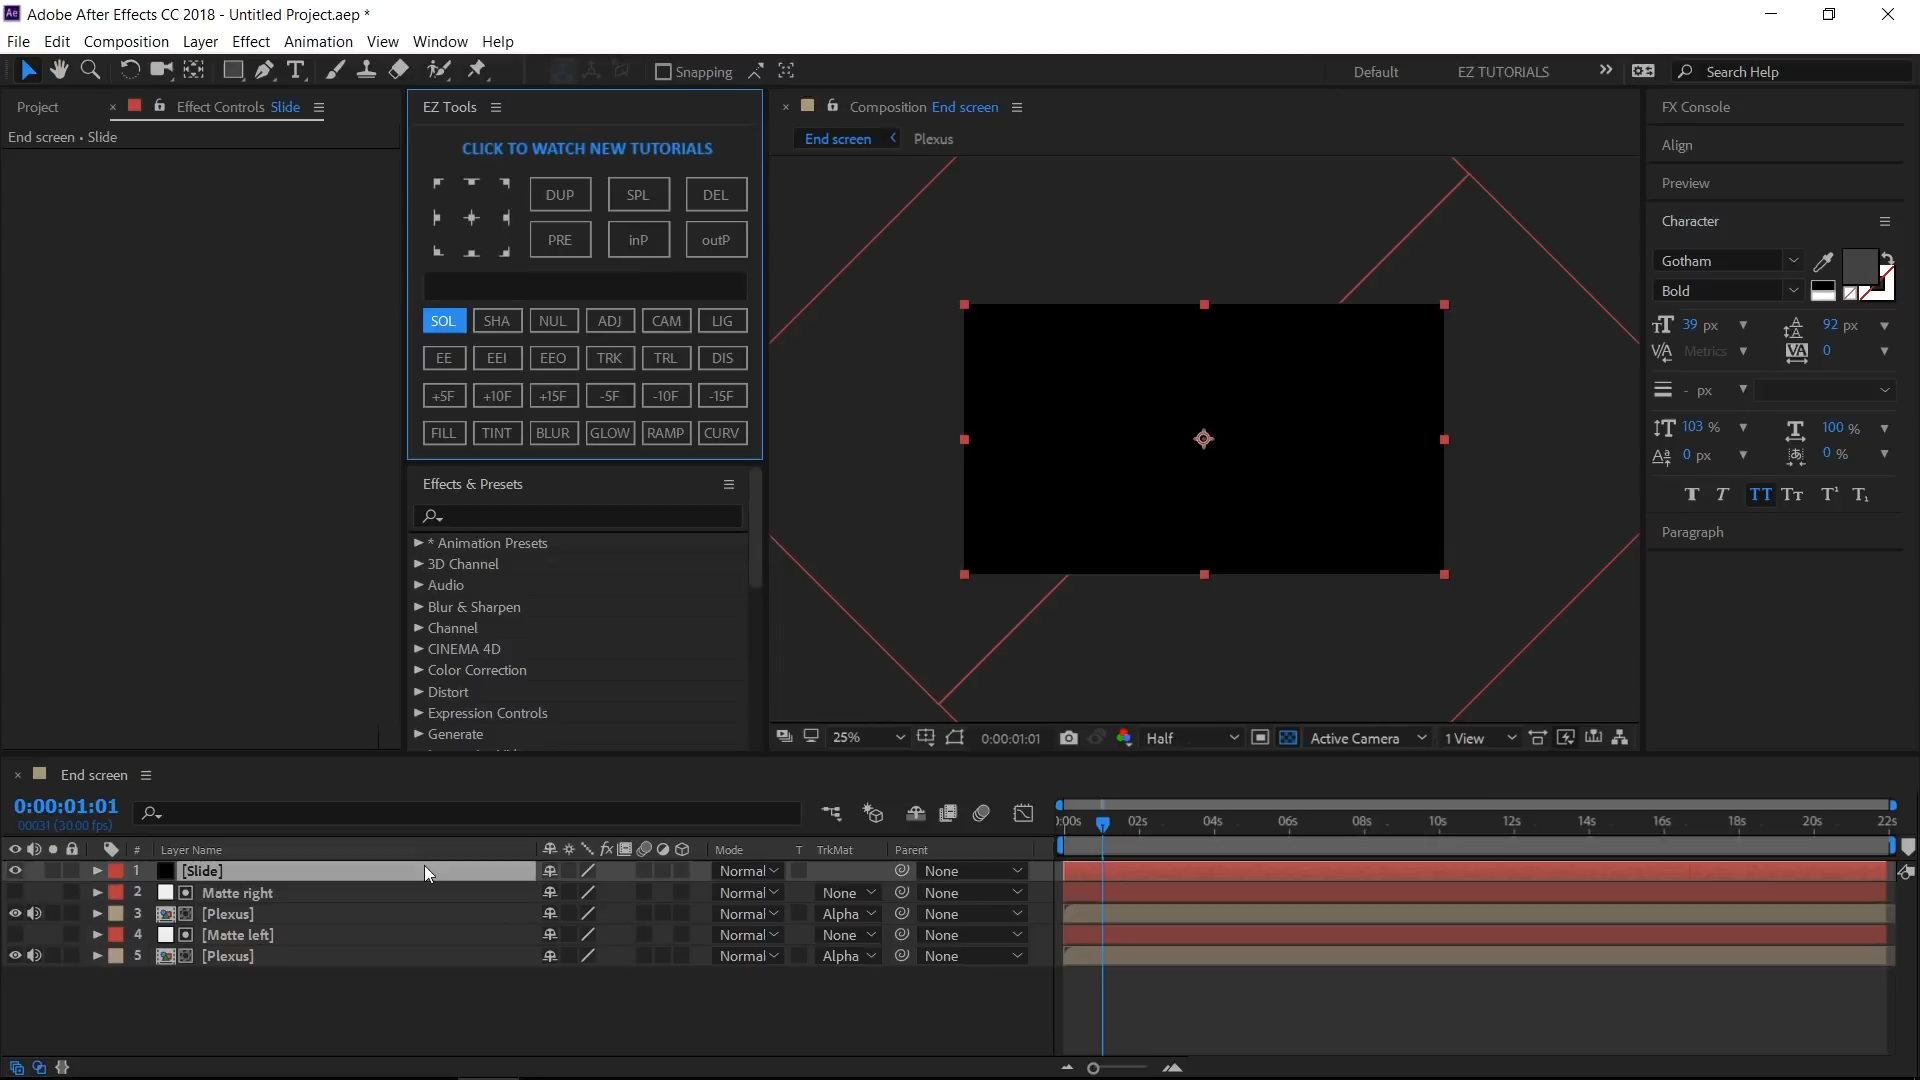 Ae Adobe After Effects CC 2018 - Untitled Project.aep *
File Edit Composition Layer Effect Animation View Window Help
Snapping Default EZ TUTORIALS Search Help
Project × Effect Controls Slide
End screen • Slide
EZ Tools
CLICK TO WATCH NEW TUTORIALS
DUP SPL DEL
PRE inP outP
SOL SHA NUL ADJ CAM LIG
EE EEI EEO TRK TRL DIS
+5F +10F +15F -5F -10F -15F
FILL TINT BLUR GLOW RAMP CURV
Effects & Presets
* Animation Presets
3D Channel
Audio
Blur & Sharpen
Channel
CINEMA 4D
Color Correction
Distort
Expression Controls
Generate
× Composition End screen
End screen Plexus
25% 0:00:01:01 Half Active Camera 1 View
FX Console
Align
Preview
Character
Gotham
Bold
39 px 92 px
Metrics 0
- px
103 % 100 %
0 px 0 %
Paragraph
× End screen
0:00:01:01
00031 (30.00 fps)
# Layer Name Mode T TrkMat Parent
1 [Slide] Normal None
2 Matte right Normal None None
3 [Plexus] Normal Alpha None
4 [Matte left] Normal None None
5 [Plexus] Normal Alpha None
):00s 02s 04s 06s 08s 10s 12s 14s 16s 18s 20s 22s